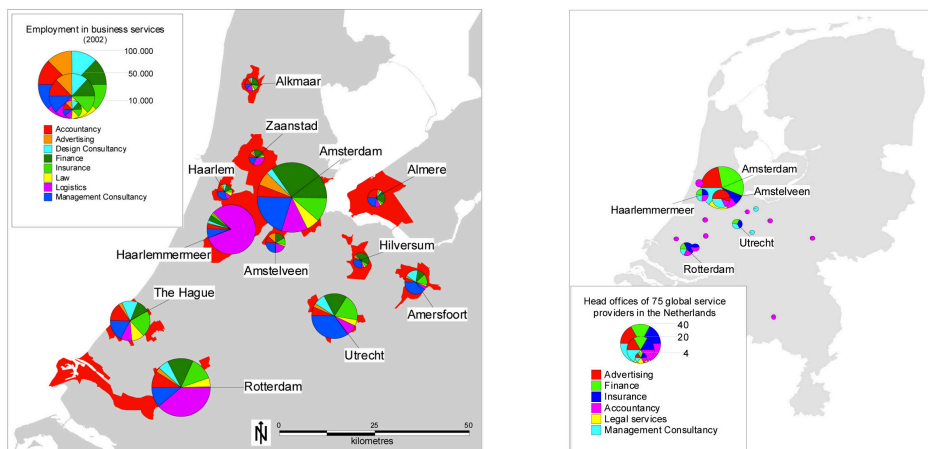 Employment in business services
(2002)
100.000
50.000
10.000
Accountancy
Advertising
Design Consultancy
Finance
Insurance
Law
Logistics
Management Consultancy
Alkmaar
Zaanstad
Amsterdam
Haarlem
Almere
Haarlemmermeer
Amstelveen
Hilversum
The Hague
Amersfoort
Utrecht
Rotterdam
N
0
25
50
kilometres
Amsterdam
Amstelveen
Haarlemmermeer
Utrecht
Rotterdam
Head offices of 75 global service
providers in the Netherlands
40
20
4
Advertising
Finance
Insurance
Accountancy
Legal services
Management Consultancy